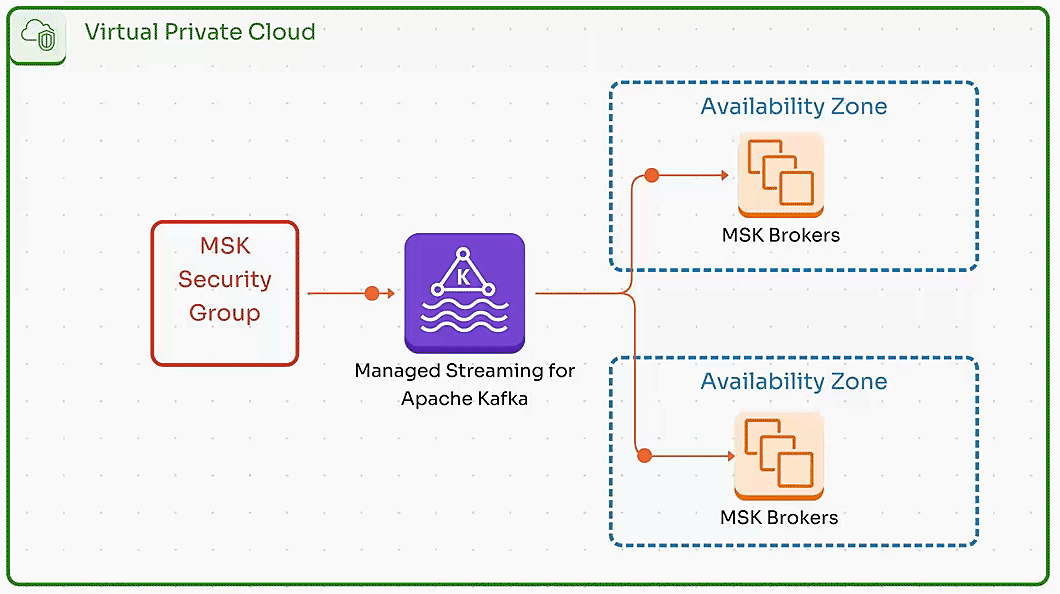 Virtual Private Cloud
Availability Zone
MSK Brokers
MSK
Security
Group
K
Managed Streaming for
Apache Kafka
Availability Zone
MSK Brokers